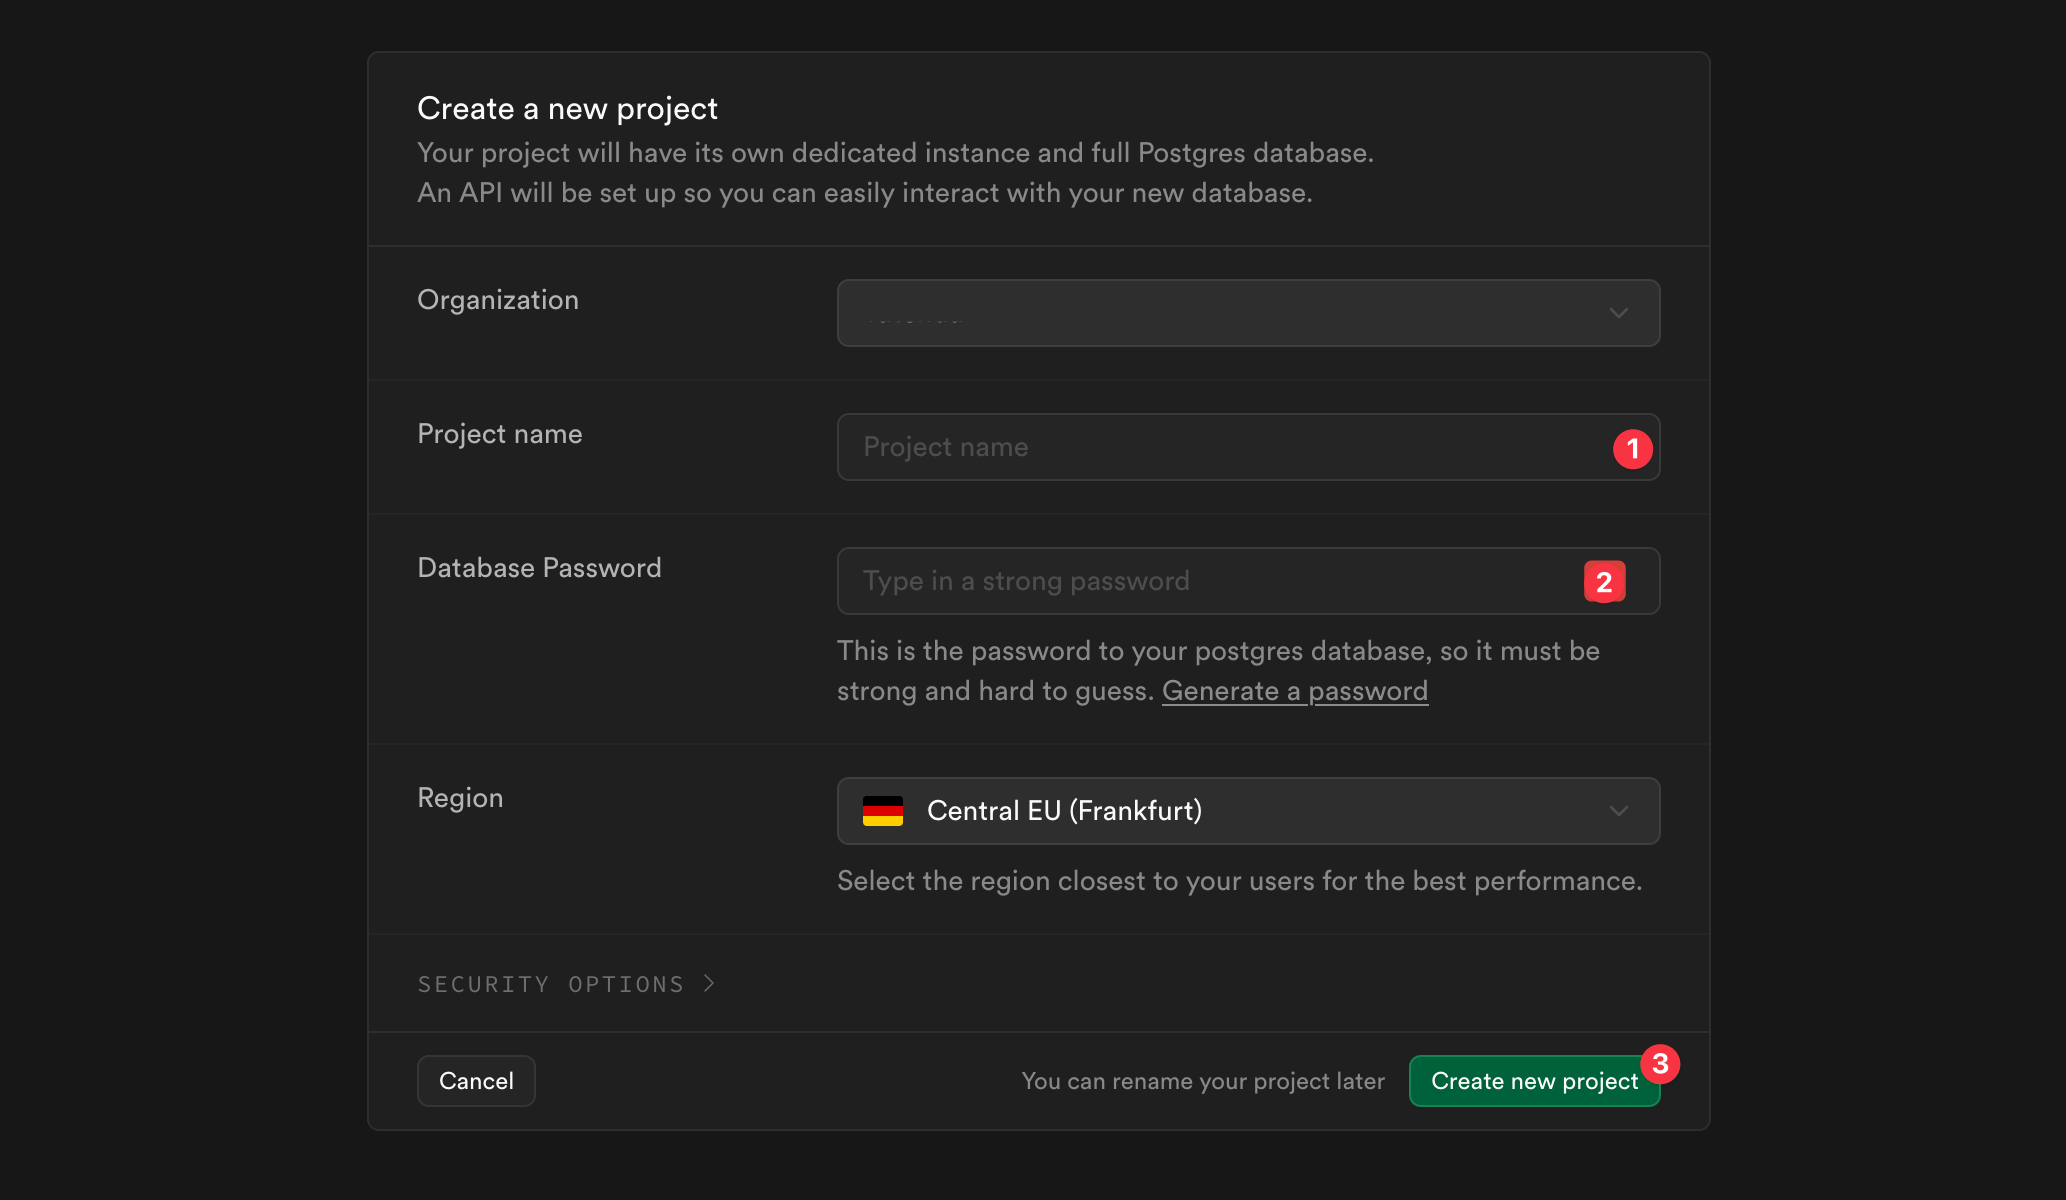 Create a new project
Your project will have its own dedicated instance and full Postgres database.
An API will be set up so you can easily interact with your new database.
Organization
Project name
Project name
1
Database Password
Type in a strong password
2
This is the password to your postgres database, so it must be
strong and hard to guess. Generate a password
Region
Central EU (Frankfurt)
Select the region closest to your users for the best performance.
SECURITY OPTIONS
Cancel
You can rename your project later
Create new project
3